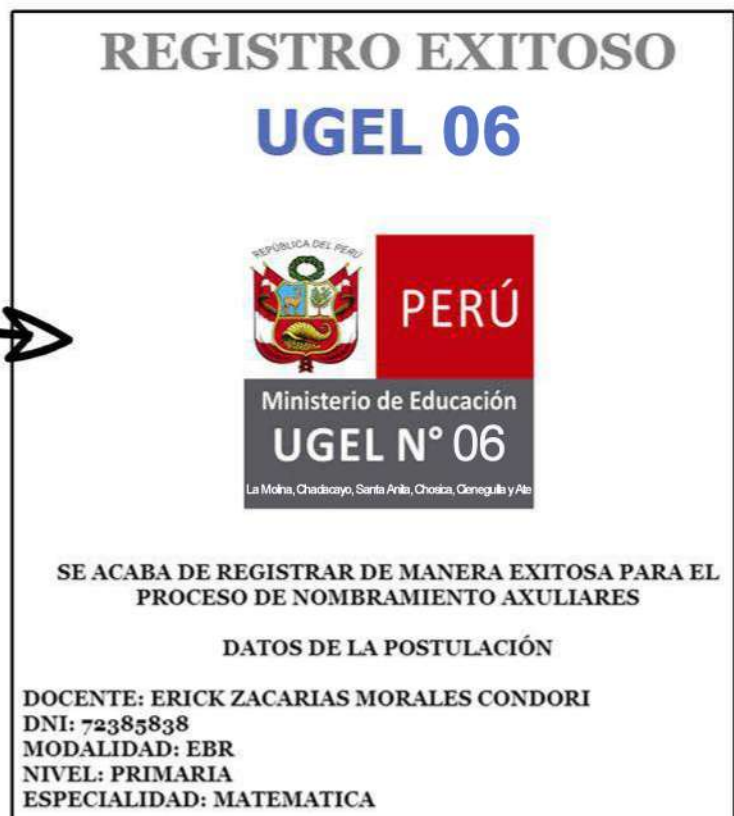 REGISTRO EXITOSO
UGEL 06
REPÚBLICA DEL PERÚ
PERÚ
Ministerio de Educación
UGEL N° 06
La Molina, Chaclacayo, Santa Anita, Chosica, Cieneguilla y Ate
SE ACABA DE REGISTRAR DE MANERA EXITOSA PARA EL
PROCESO DE NOMBRAMIENTO AXULIARES
DATOS DE LA POSTULACIÓN
DOCENTE: ERICK ZACARIAS MORALES CONDORI
DNI: 72385838
MODALIDAD: EBR
NIVEL: PRIMARIA
ESPECIALIDAD: MATEMATICA